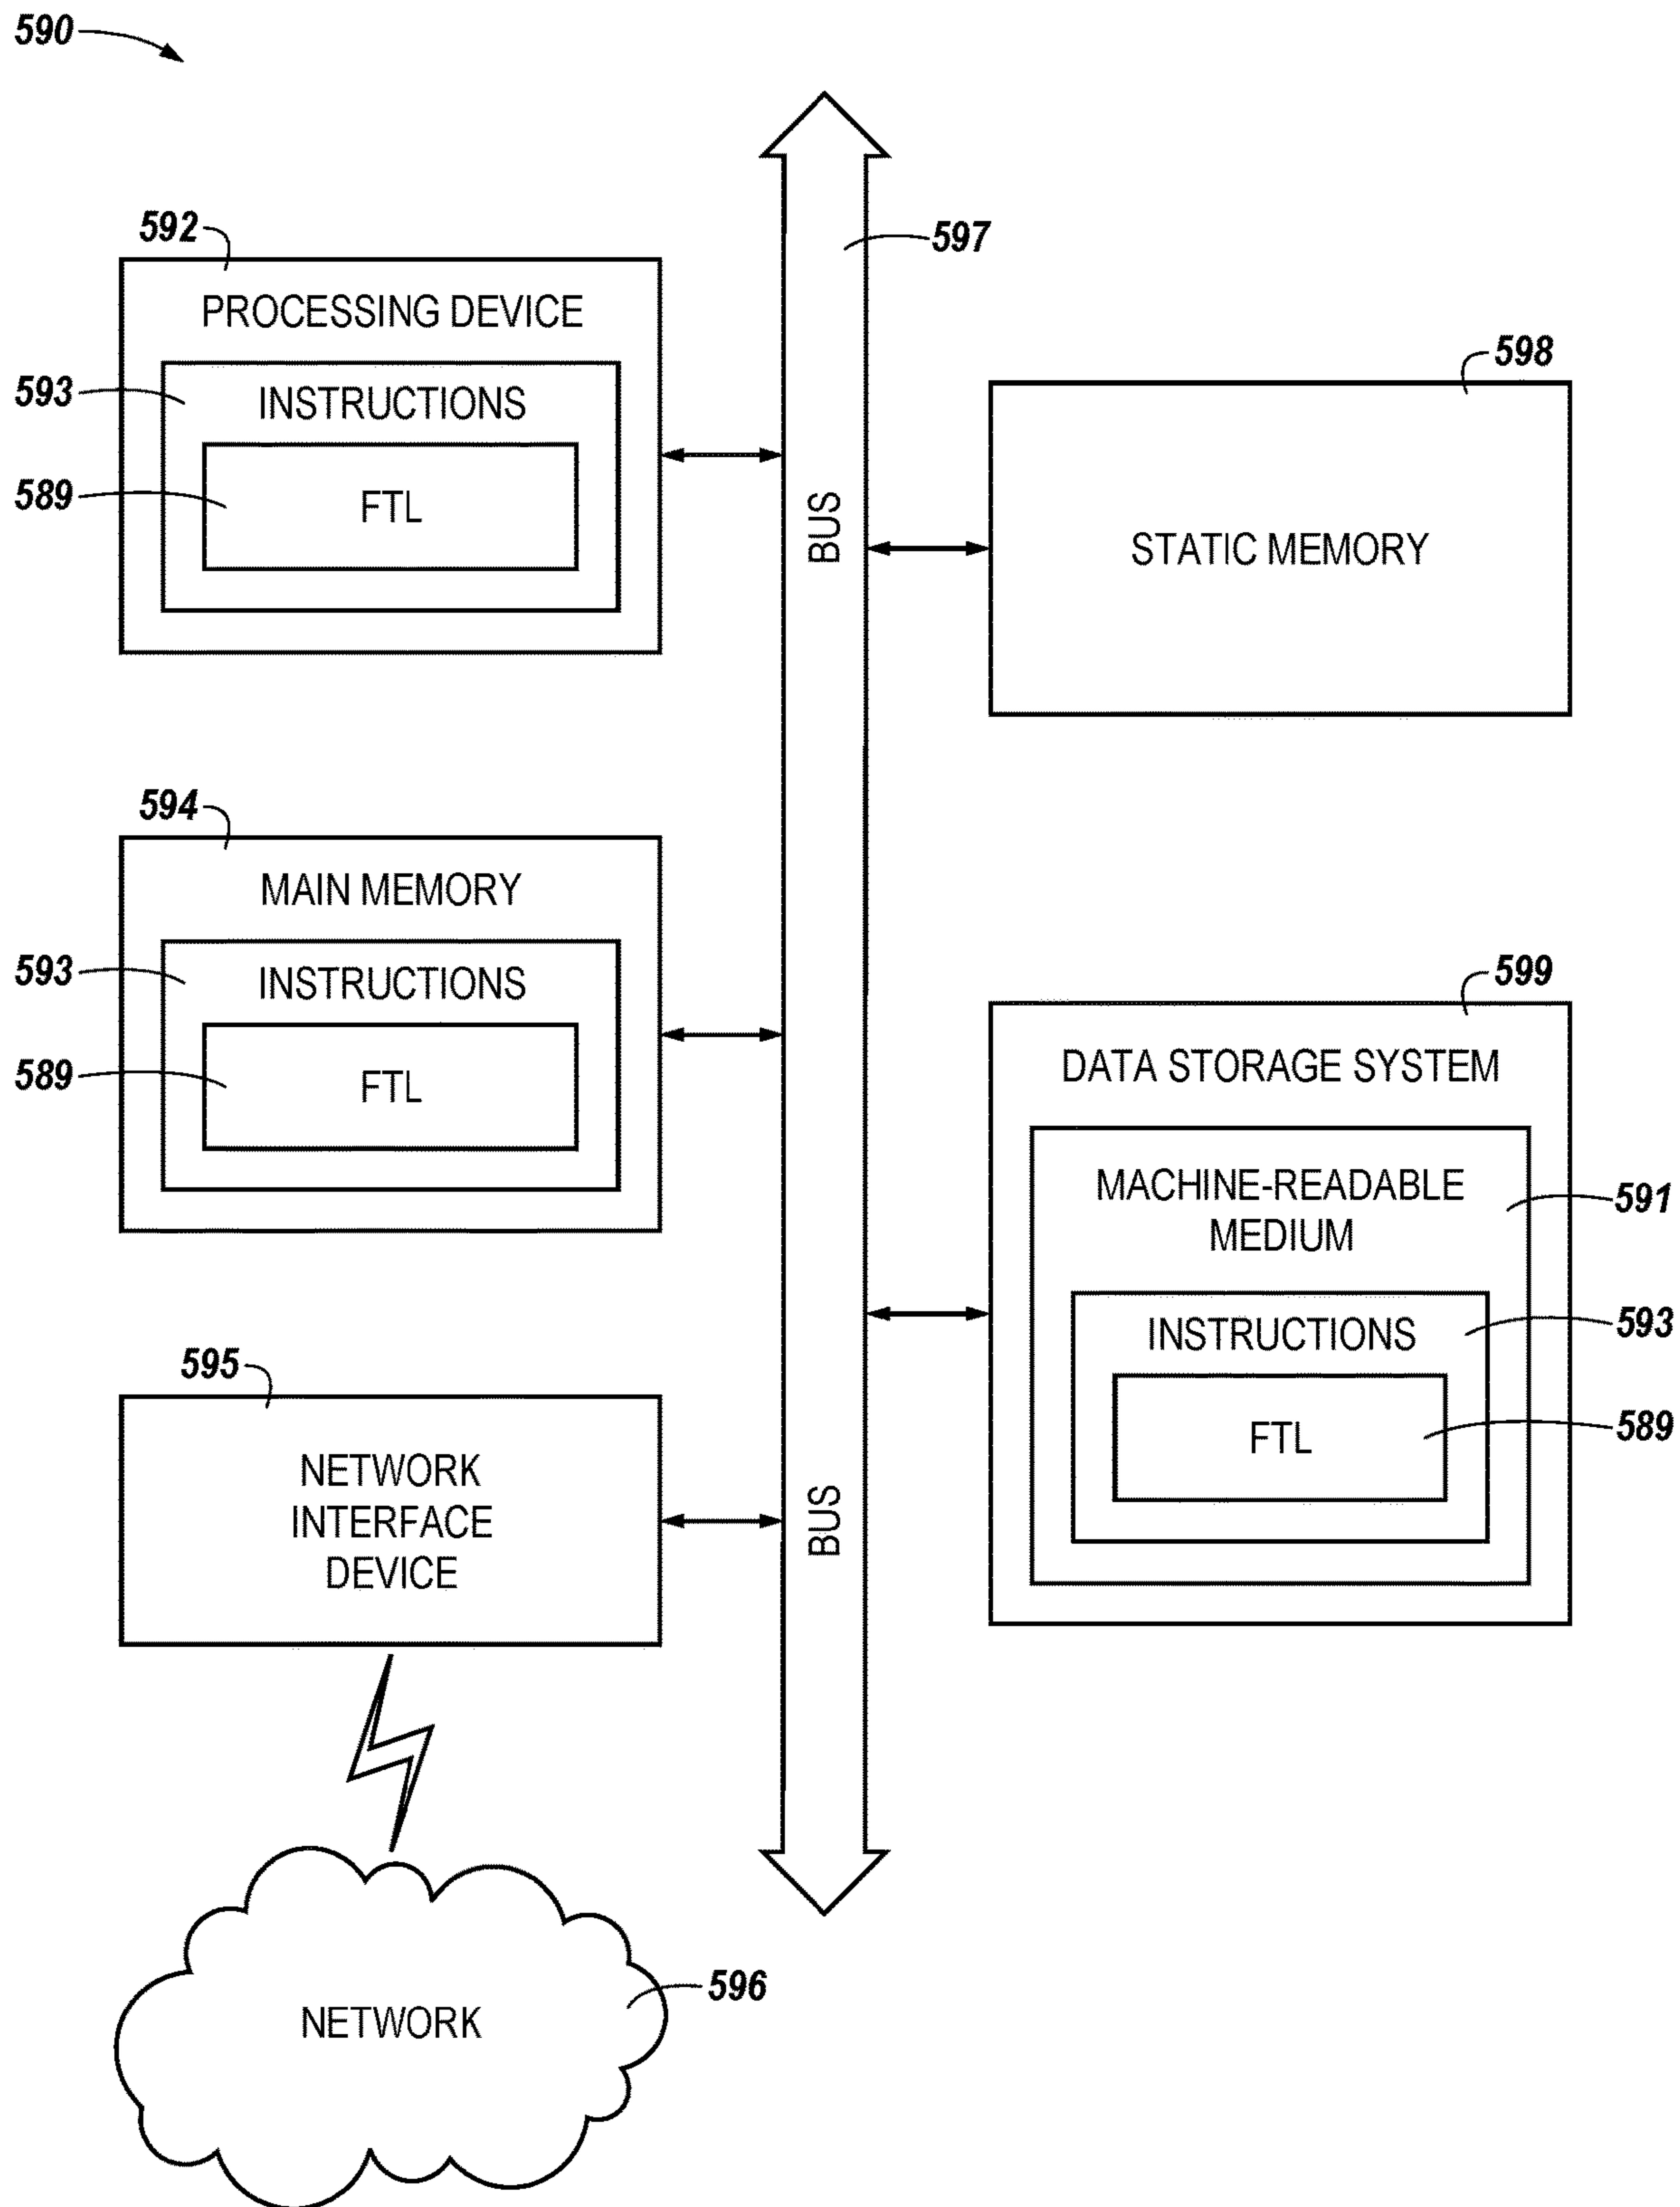 590
592
PROCESSING DEVICE
593
INSTRUCTIONS
589
FTL
597
BUS
598
STATIC MEMORY
594
MAIN MEMORY
593
INSTRUCTIONS
589
FTL
599
DATA STORAGE SYSTEM
MACHINE-READABLE
MEDIUM
591
INSTRUCTIONS
593
FTL
589
595
NETWORK
INTERFACE
DEVICE
BUS
NETWORK
596